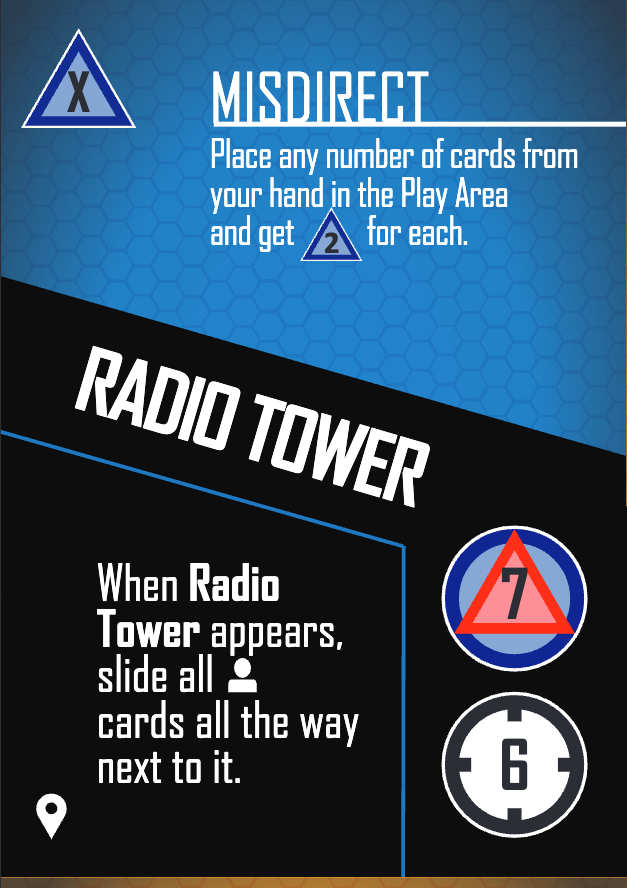 X
MISDIRECT
Place any number of cards from
your hand in the Play Area
and get 2 for each.
RADIO TOWER
When Radio
Tower appears,
slide all
cards all the way
next to it.
7
6